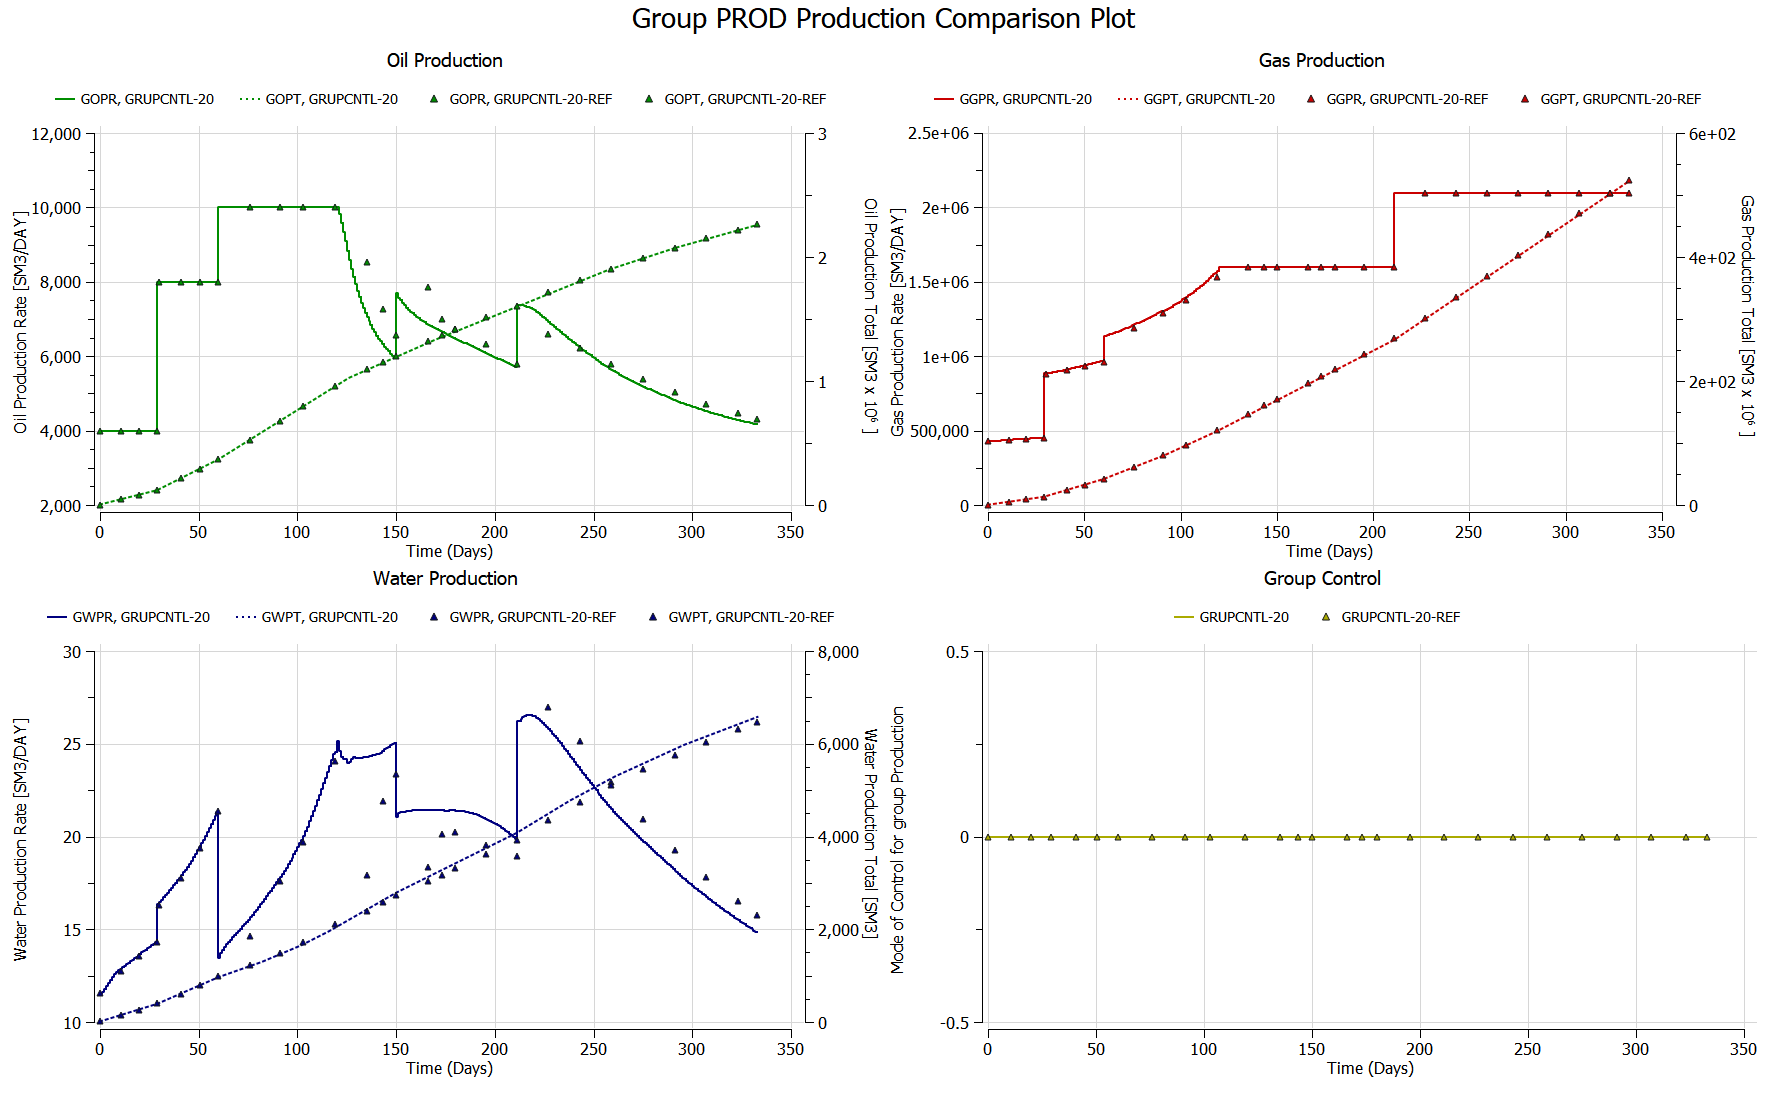 Group PROD Production Comparison Plot
Oil Production
GOPR, GRUPCNTL-20 GOPT, GRUPCNTL-20 GOPR, GRUPCNTL-20-REF GOPT, GRUPCNTL-20-REF
12,000
10,000
8,000
6,000
4,000
2,000
Oil Production Rate [SM3/DAY]
3
2
1
0
Oil Production Total [SM3 x 10⁶ ]
0 50 100 150 200 250 300 350
Time (Days)
Gas Production
GGPR, GRUPCNTL-20 GGPT, GRUPCNTL-20 GGPR, GRUPCNTL-20-REF GGPT, GRUPCNTL-20-REF
2.5e+06
2e+06
1.5e+06
1e+06
500,000
0
Gas Production Rate [SM3/DAY]
6e+02
4e+02
2e+02
0
Gas Production Total [SM3 x 10⁶ ]
0 50 100 150 200 250 300 350
Time (Days)
Water Production
GWPR, GRUPCNTL-20 GWPT, GRUPCNTL-20 GWPR, GRUPCNTL-20-REF GWPT, GRUPCNTL-20-REF
30
25
20
15
10
Water Production Rate [SM3/DAY]
8,000
6,000
4,000
2,000
0
Water Production Total [SM3]
0 50 100 150 200 250 300 350
Time (Days)
Group Control
GRUPCNTL-20 GRUPCNTL-20-REF
0.5
0
-0.5
Mode of Control for group Production
0 50 100 150 200 250 300 350
Time (Days)